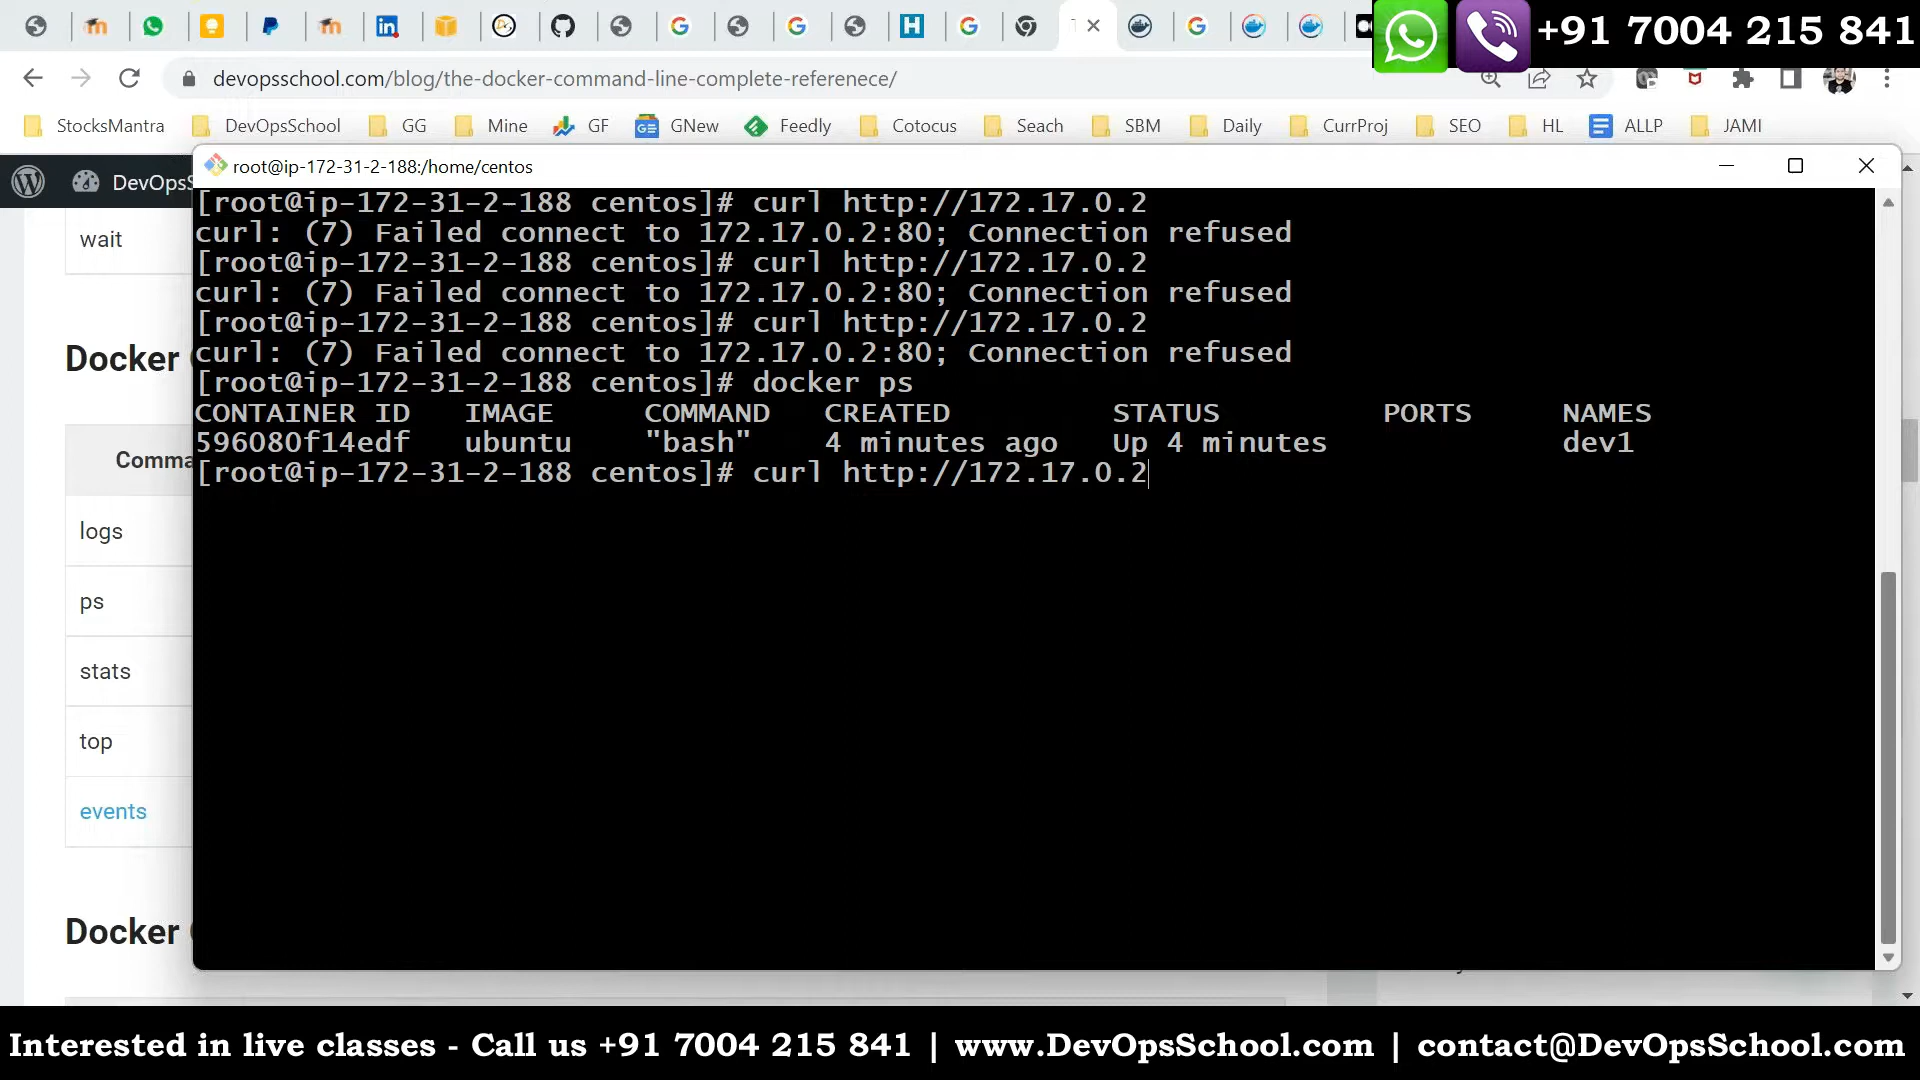 +91 7004 215 841
devopsschool.com/blog/the-docker-command-line-complete-referenece/
StocksMantra DevOpsSchool GG Mine GF GNew Feedly Cotocus Seach SBM Daily CurrProj SEO HL ALLP JAMI
root@ip-172-31-2-188:/home/centos
DevOpsS
wait
Docker
Comma
logs
ps
stats
top
events
Docker
[root@ip-172-31-2-188 centos]# curl http://172.17.0.2
curl: (7) Failed connect to 172.17.0.2:80; Connection refused
[root@ip-172-31-2-188 centos]# curl http://172.17.0.2
curl: (7) Failed connect to 172.17.0.2:80; Connection refused
[root@ip-172-31-2-188 centos]# curl http://172.17.0.2
curl: (7) Failed connect to 172.17.0.2:80; Connection refused
[root@ip-172-31-2-188 centos]# docker ps
CONTAINER ID IMAGE COMMAND CREATED STATUS PORTS NAMES
596080f14edf ubuntu "bash" 4 minutes ago Up 4 minutes dev1
[root@ip-172-31-2-188 centos]# curl http://172.17.0.2
Interested in live classes - Call us +91 7004 215 841 | www.DevOpsSchool.com | contact@DevOpsSchool.com